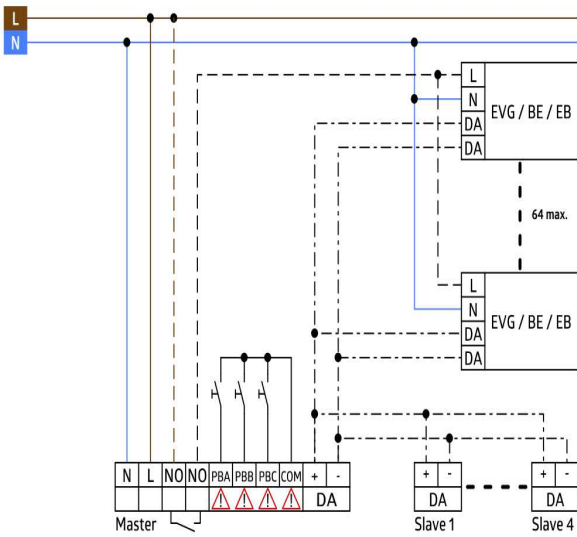 L
N
L
N
DA
DA
EVG / BE / EB
64 max.
L
N
DA
DA
EVG / BE / EB
N L NO NO PBA PBB PBC COM + -
! ! ! ! DA
+ -
DA
+ -
DA
Master
Slave 1
Slave 4